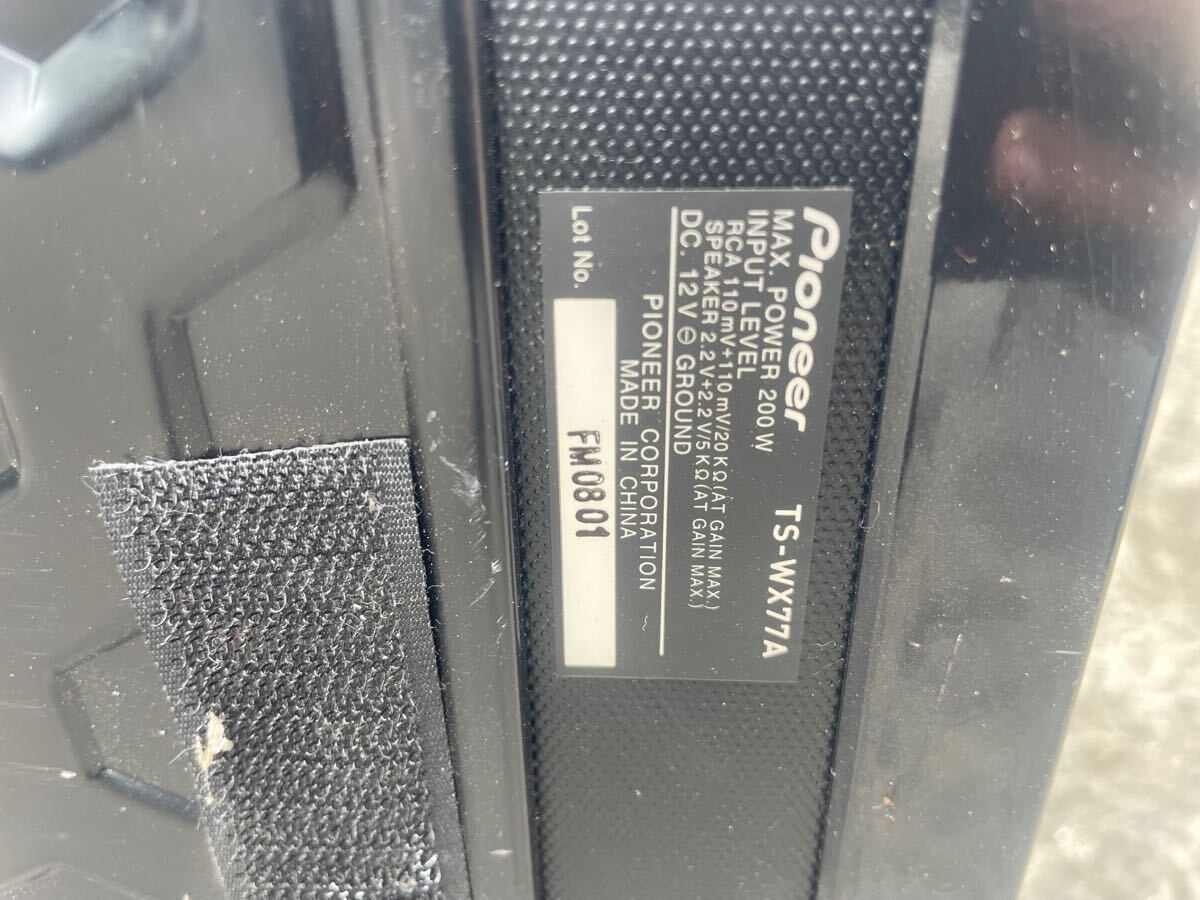 Pioneer TS-WX77A
MAX. POWER 200 W
INPUT LEVEL
RCA 110 mV+110 mV/20 KΩ (AT GAIN MAX.)
SPEAKER 2.2 V+2.2 V/5 KΩ (AT GAIN MAX.)
DC. 12 V ⊖ GROUND
PIONEER CORPORATION
MADE IN CHINA
Lot No. FM0801